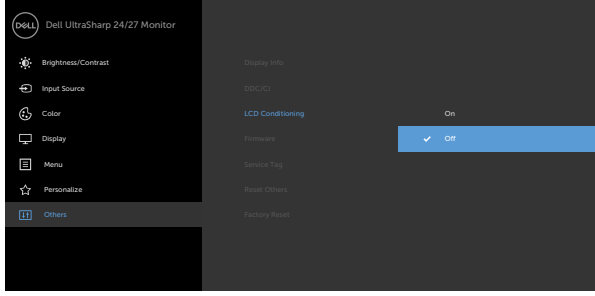 DELL
Dell UltraSharp 24/27 Monitor
Brightness/Contrast
Input Source
Color
Display
Menu
Personalize
Others
Display Info
DDC/CI
LCD Conditioning
Firmware
Service Tag
Reset Others
Factory Reset
On
Off